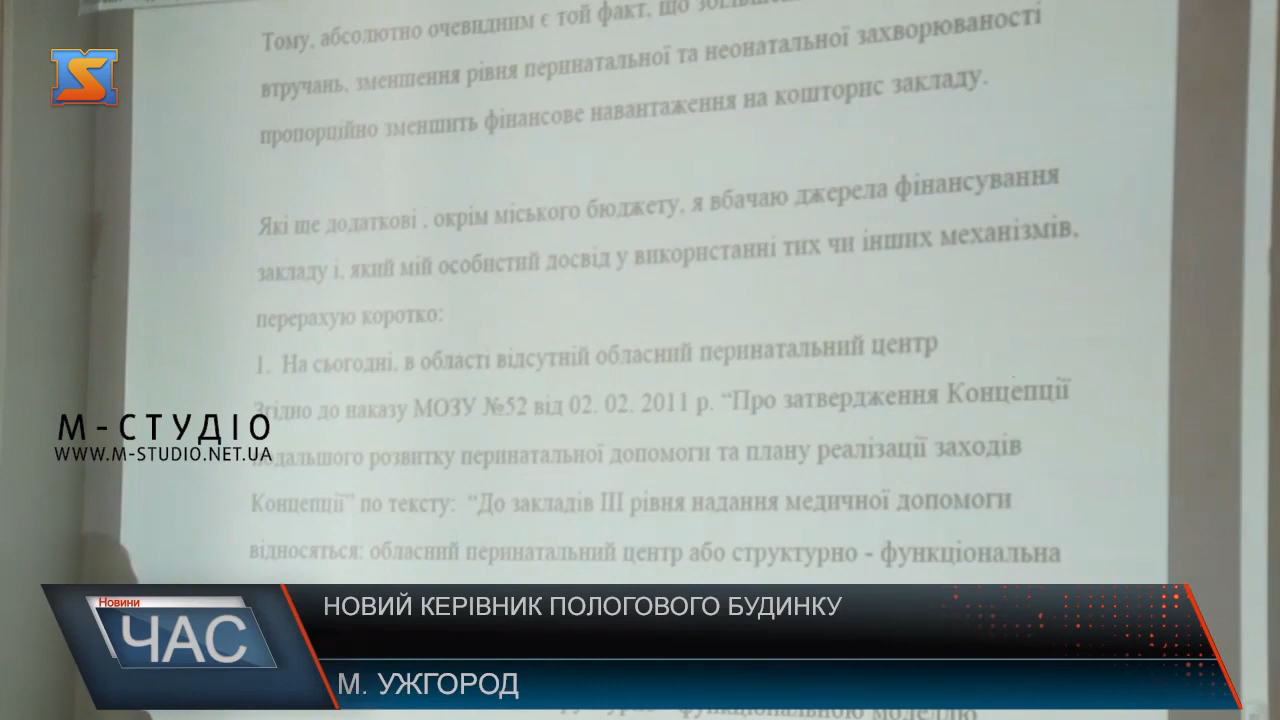 Тому, абсолютно очевидним є той факт, що
втручань, зменшення рівня перинатальної та неонатальної захворюваності
пропорційно зменшить фінансове навантаження на кошторис закладу.
Які ще додаткові , окрім міського бюджету, я вбачаю джерела фінансування
закладу і, який мій особистий досвід у використанні тих чи інших механізмів,
перерахую коротко:
1. На сьогодні, в області відсутній обласний перинатальний центр
Згідно до наказу МОЗУ №52 від 02. 02. 2011 р. “Про затвердження Концепції
М-СТУДІО
WWW.M-STUDIO.NET.UA
подальшого розвитку перинатальної допомоги та плану реалізації заходів
Концепції” по тексту: “До закладів ІІІ рівня надання медичної допомоги
відносяться: обласний перинатальний центр або структурно - функціональна
Новини
ЧАС
НОВИЙ КЕРІВНИК ПОЛОГОВОГО БУДИНКУ
М. УЖГОРОД